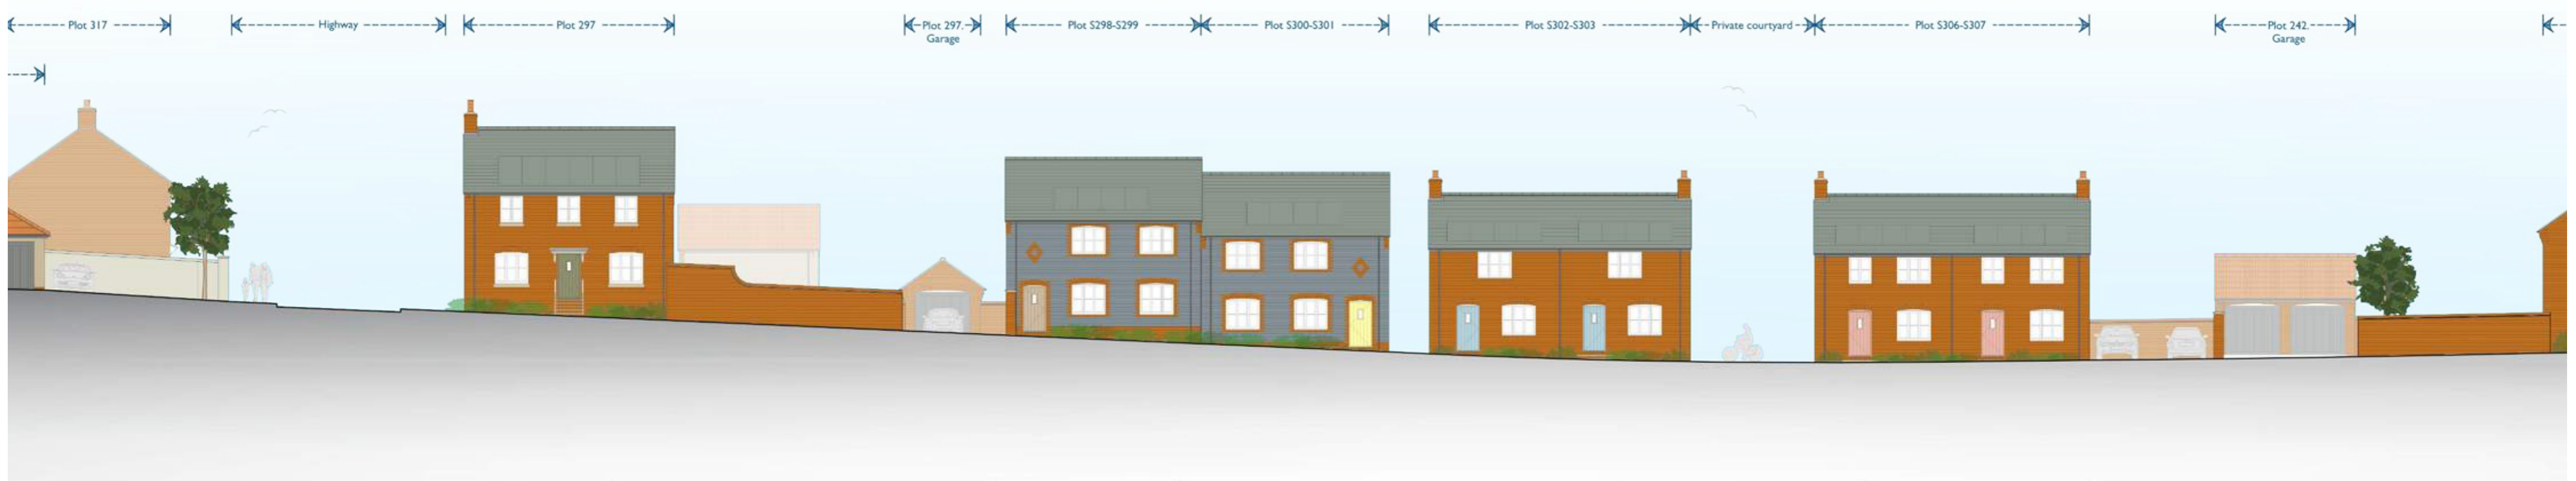 Plot 317
Highway
Plot 297
Plot 297.
Garage
Plot S298-S299
Plot S300-S301
Plot S302-S303
Private courtyard
Plot S306-S307
Plot 242.
Garage